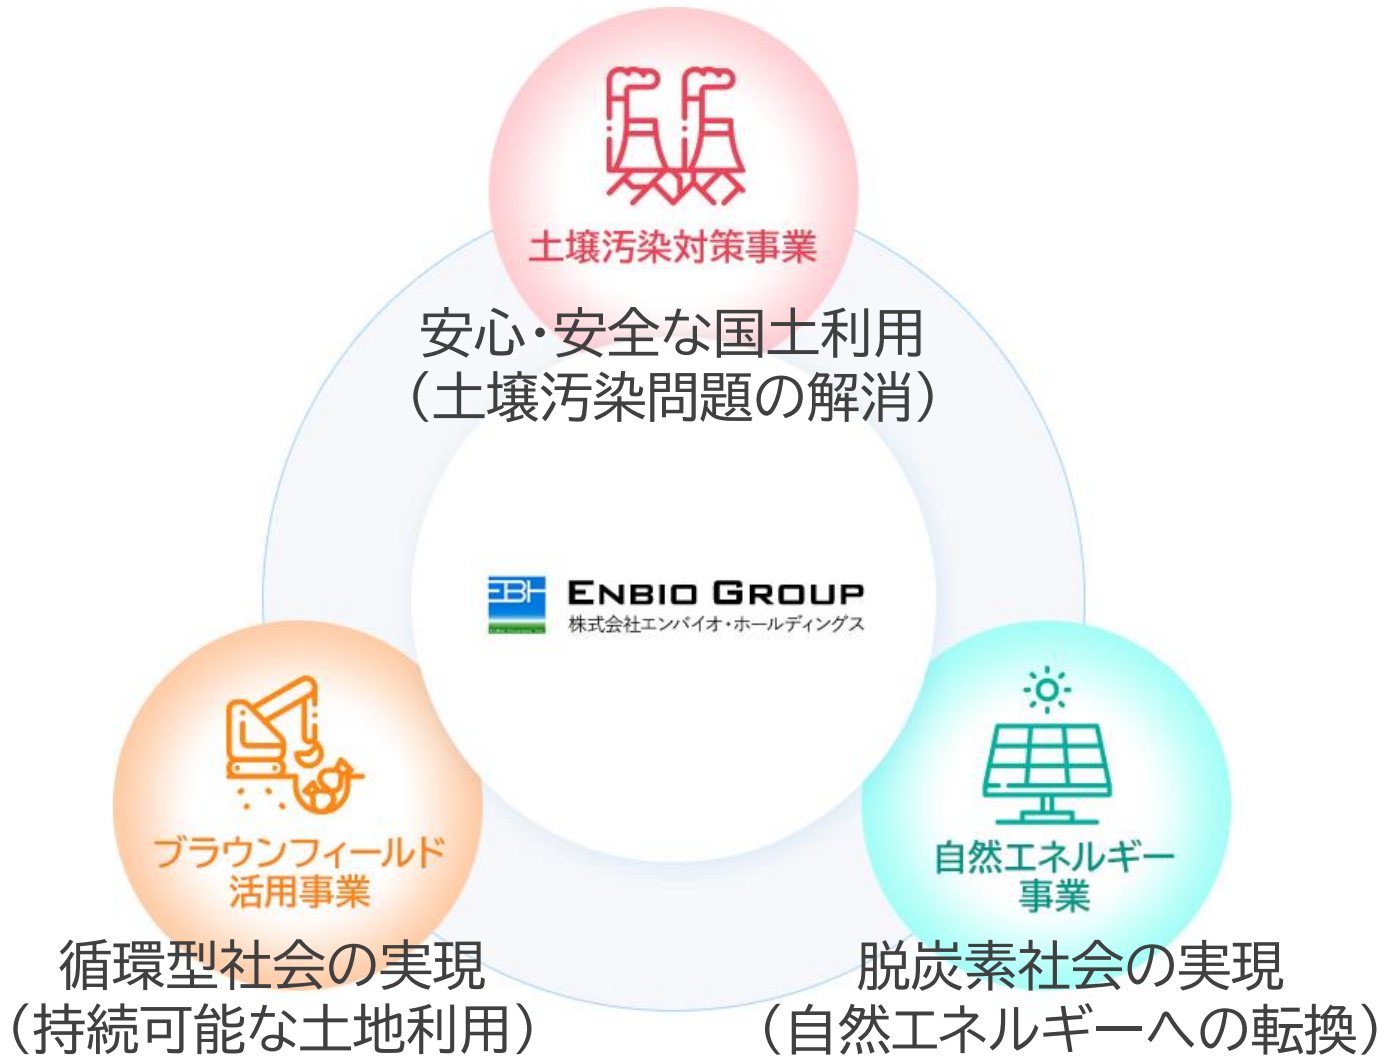 土壌汚染対策事業
安心・安全な国土利用
（土壌汚染問題の解消）
EBH
ENBIO GROUP
株式会社エンバイオ・ホールディングス
ブラウンフィールド
活用事業
循環型社会の実現
（持続可能な土地利用）
自然エネルギー
事業
脱炭素社会の実現
（自然エネルギーへの転換）